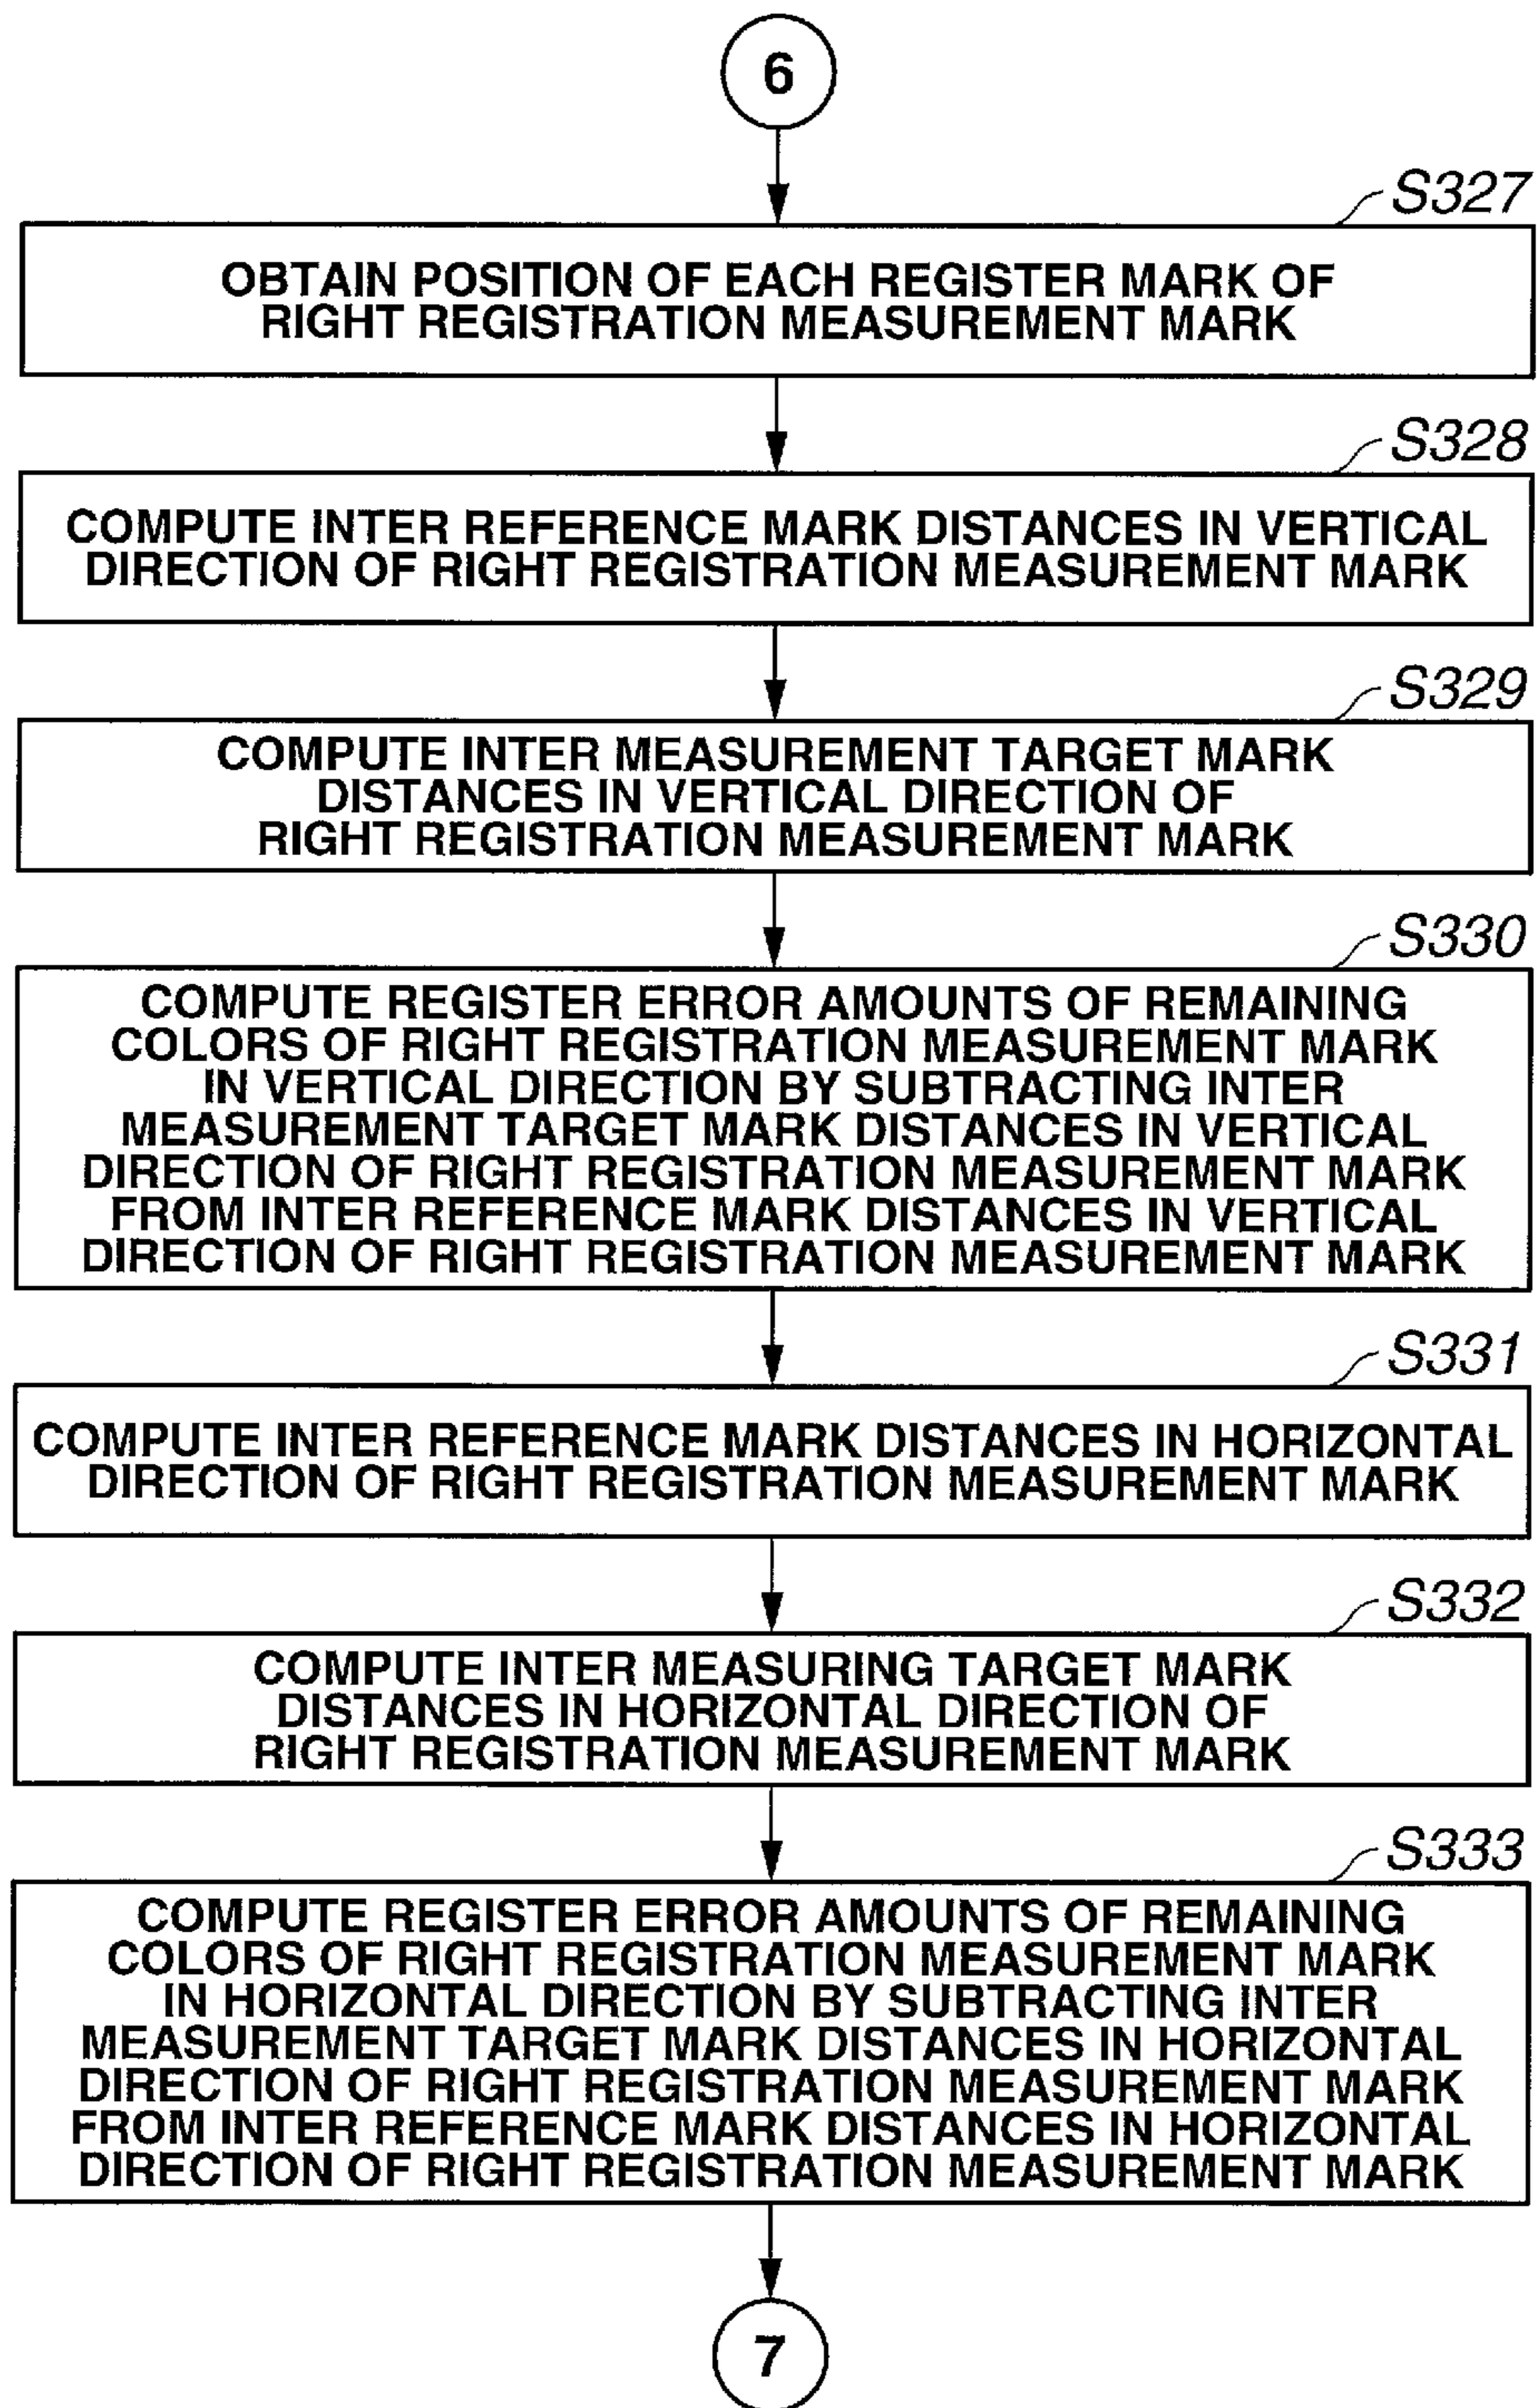 6
S327
OBTAIN POSITION OF EACH REGISTER MARK OF
RIGHT REGISTRATION MEASUREMENT MARK
S328
COMPUTE INTER REFERENCE MARK DISTANCES IN VERTICAL
DIRECTION OF RIGHT REGISTRATION MEASUREMENT MARK
S329
COMPUTE INTER MEASUREMENT TARGET MARK
DISTANCES IN VERTICAL DIRECTION OF
RIGHT REGISTRATION MEASUREMENT MARK
S330
COMPUTE REGISTER ERROR AMOUNTS OF REMAINING
COLORS OF RIGHT REGISTRATION MEASUREMENT MARK
IN VERTICAL DIRECTION BY SUBTRACTING INTER
MEASUREMENT TARGET MARK DISTANCES IN VERTICAL
DIRECTION OF RIGHT REGISTRATION MEASUREMENT MARK
FROM INTER REFERENCE MARK DISTANCES IN VERTICAL
DIRECTION OF RIGHT REGISTRATION MEASUREMENT MARK
S331
COMPUTE INTER REFERENCE MARK DISTANCES IN HORIZONTAL
DIRECTION OF RIGHT REGISTRATION MEASUREMENT MARK
S332
COMPUTE INTER MEASURING TARGET MARK
DISTANCES IN HORIZONTAL DIRECTION OF
RIGHT REGISTRATION MEASUREMENT MARK
S333
COMPUTE REGISTER ERROR AMOUNTS OF REMAINING
COLORS OF RIGHT REGISTRATION MEASUREMENT MARK
IN HORIZONTAL DIRECTION BY SUBTRACTING INTER
MEASUREMENT TARGET MARK DISTANCES IN HORIZONTAL
DIRECTION OF RIGHT REGISTRATION MEASUREMENT MARK
FROM INTER REFERENCE MARK DISTANCES IN HORIZONTAL
DIRECTION OF RIGHT REGISTRATION MEASUREMENT MARK
7